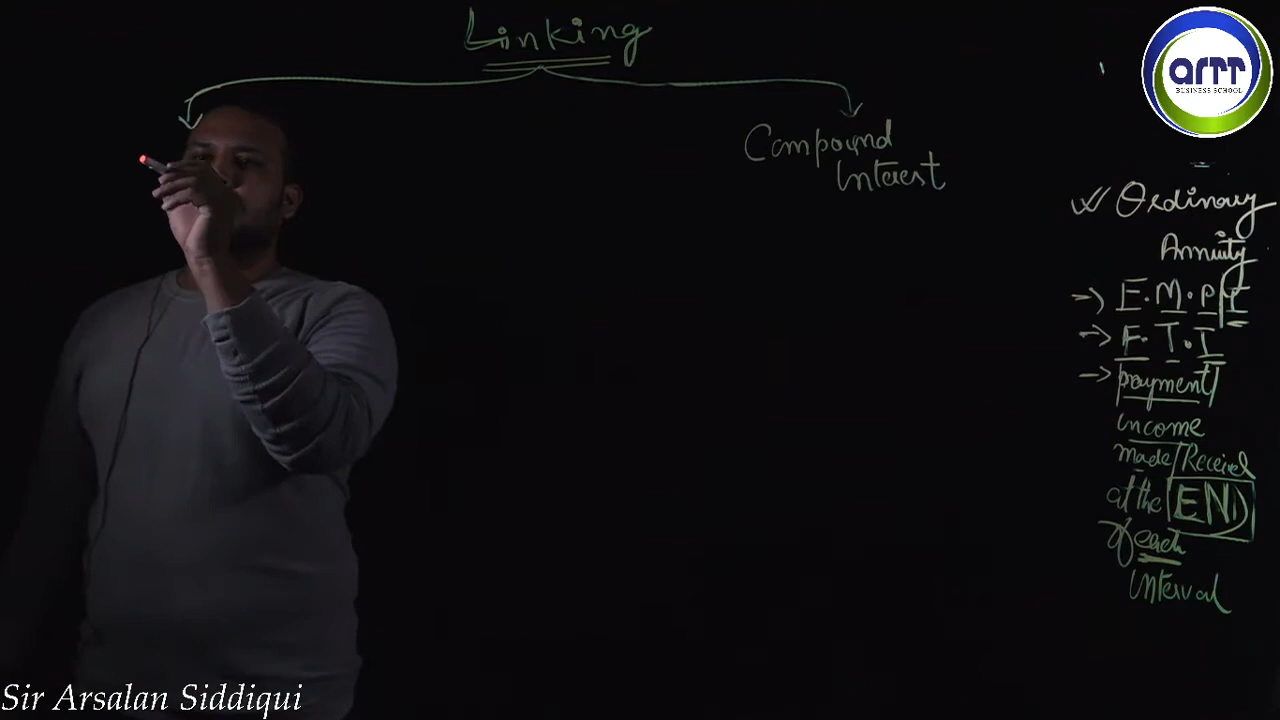 Linking
Compound
Interest
artt
BUSINESS SCHOOL
Ordinary
Annuity
→ E.M.P/I
→ F.T.I
→ payment/
income
made/Received
at the END
of each
Interval
Sir Arsalan Siddiqui